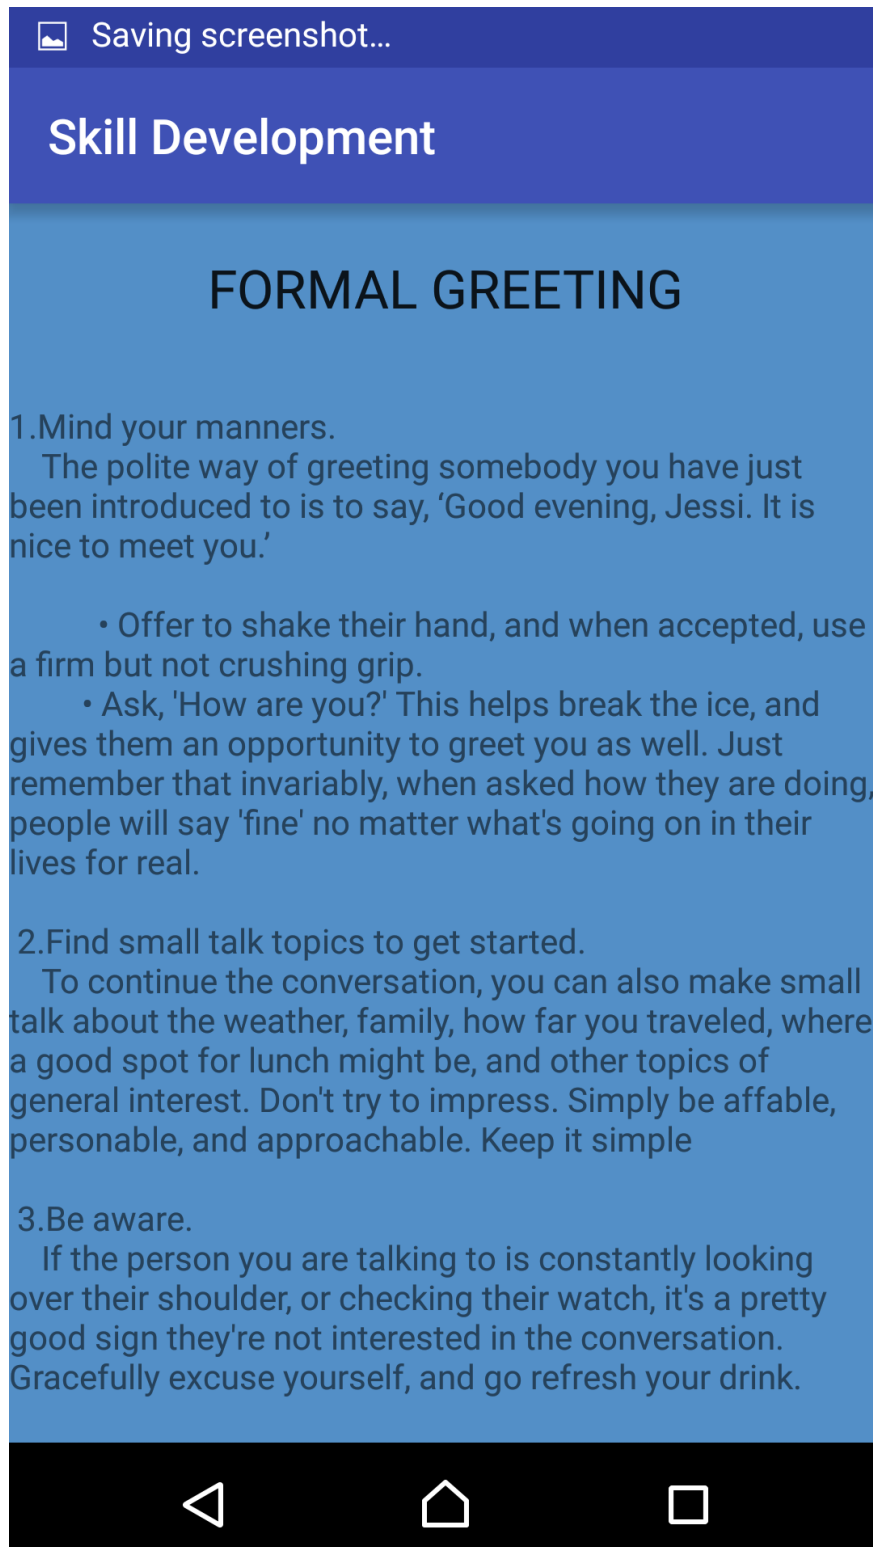 Saving screenshot...
Skill Development
FORMAL GREETING
1.Mind your manners.
The polite way of greeting somebody you have just
been introduced to is to say, ‘Good evening, Jessi. It is
nice to meet you.’
• Offer to shake their hand, and when accepted, use
a firm but not crushing grip.
• Ask, 'How are you?' This helps break the ice, and
gives them an opportunity to greet you as well. Just
remember that invariably, when asked how they are doing,
people will say 'fine' no matter what's going on in their
lives for real.
2.Find small talk topics to get started.
To continue the conversation, you can also make small
talk about the weather, family, how far you traveled, where
a good spot for lunch might be, and other topics of
general interest. Don't try to impress. Simply be affable,
personable, and approachable. Keep it simple
3.Be aware.
If the person you are talking to is constantly looking
over their shoulder, or checking their watch, it's a pretty
good sign they're not interested in the conversation.
Gracefully excuse yourself, and go refresh your drink.